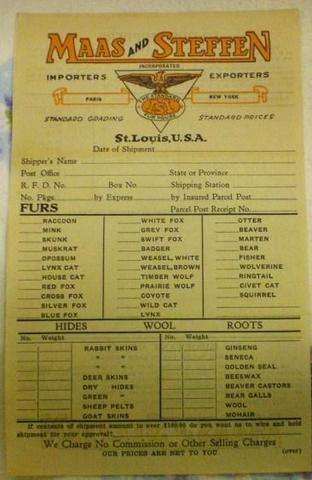 MAAS AND STEFFEN
INCORPORATED
IMPORTERS EXPORTERS
PARIS NEW YORK
THE STANDARD
FUR HOUSE
STANDARD GRADING STANDARD PRICES
St. Louis, U.S.A.
Date of Shipment
Shipper's Name
Post Office State or Province
R. F. D. No. Box No. Shipping Station
No. Pkgs. by Express by Insured Parcel Post
FURS Parcel Post Receipt No.
RACCOON WHITE FOX OTTER
MINK GREY FOX BEAVER
SKUNK SWIFT FOX MARTEN
MUSKRAT BADGER BEAR
OPOSSUM WEASEL, WHITE FISHER
LYNX CAT WEASEL, BROWN WOLVERINE
HOUSE CAT TIMBER WOLF RINGTAIL
RED FOX PRAIRIE WOLF CIVET CAT
CROSS FOX COYOTE SQUIRREL
SILVER FOX WILD CAT
BLUE FOX LYNX
HIDES WOOL ROOTS
No. Weight No. Weight
RABBIT SKINS GINSENG
" " SENECA
" " GOLDEN SEAL
DEER SKINS BEESWAX
DRY HIDES BEAVER CASTORS
GREEN " BEAR GALLS
SHEEP PELTS WOOL
GOAT SKINS MOHAIR
If contents of shipment amount to over $100.00 do you want us to wire and hold
shipment for your approval?
We Charge No Commission or Other Selling Charges
OUR PRICES ARE NET TO YOU (over)